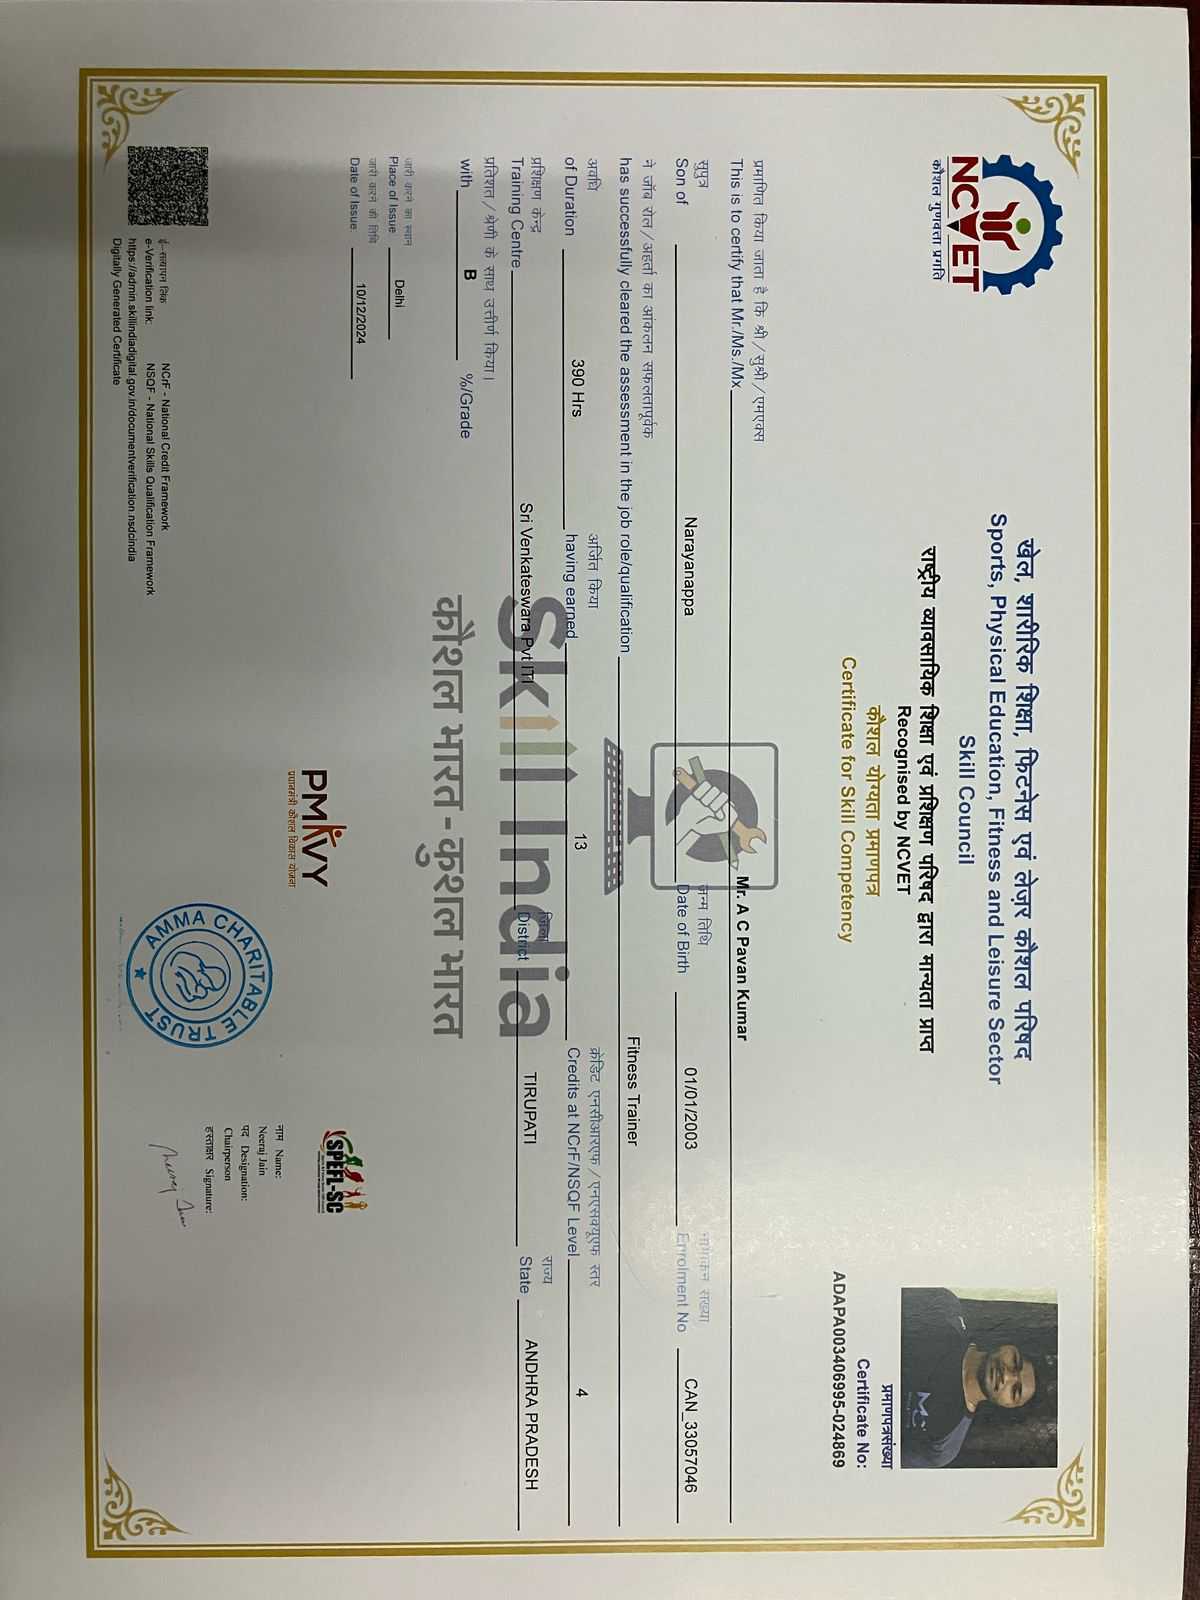 NCVET
कौशल गुणवत्ता प्रगति
खेल, शारीरिक शिक्षा, फिटनेस एवं लेज़र कौशल परिषद
Sports, Physical Education, Fitness and Leisure Sector
Skill Council
राष्ट्रीय व्यावसायिक शिक्षा एवं प्रशिक्षण परिषद द्वारा मान्यता प्राप्त
Recognised by NCVET
कौशल योग्यता प्रमाणपत्र
Certificate for Skill Competency
प्रमाणपत्रसंख्या
Certificate No:
ADAPA003406995-024869
प्रमाणित किया जाता है कि श्री/सुश्री/एमएक्स
This is to certify that Mr./Ms./Mx Mr. A C Pavan Kumar
सुपुत्र जन्म तिथि नामांकन संख्या
Son of Narayanappa Date of Birth 01/01/2003 Enrolment No CAN_33057046
ने जॉब रोल/अहर्ता का आंकलन सफलतापूर्वक
has successfully cleared the assessment in the job role/qualification Fitness Trainer
अवधि अर्जित किया क्रेडिट एनसीआरएफ/एनएसक्यूएफ स्तर
of Duration 390 Hrs having earned 13 Credits at NCrF/NSQF Level 4
प्रशिक्षण केन्द्र जिला राज्य
Training Centre Sri Venkateswara Pvt ITI District TIRUPATI State ANDHRA PRADESH
प्रतिशत/श्रेणी के साथ उत्तीर्ण किया।
with B %/Grade
Skill India
कौशल भारत-कुशल भारत
जारी करने का स्थान
Place of Issue: Delhi
जारी करने की तिथि
Date of Issue: 10/12/2024
PMKVY
प्रधानमंत्री कौशल विकास योजना
SPEFL-SC
नाम Name:
Neeraj Jain
पद Designation:
Chairperson
हस्ताक्षर Signature:
Neeraj Jain
AMMA CHARITABLE TRUST
ई-सत्यापन लिंक NCrF - National Credit Framework
e-Verification link: NSQF - National Skills Qualification Framework
https://admin.skillindiadigital.gov.in/documentverification.nsdcindia
Digitally Generated Certificate